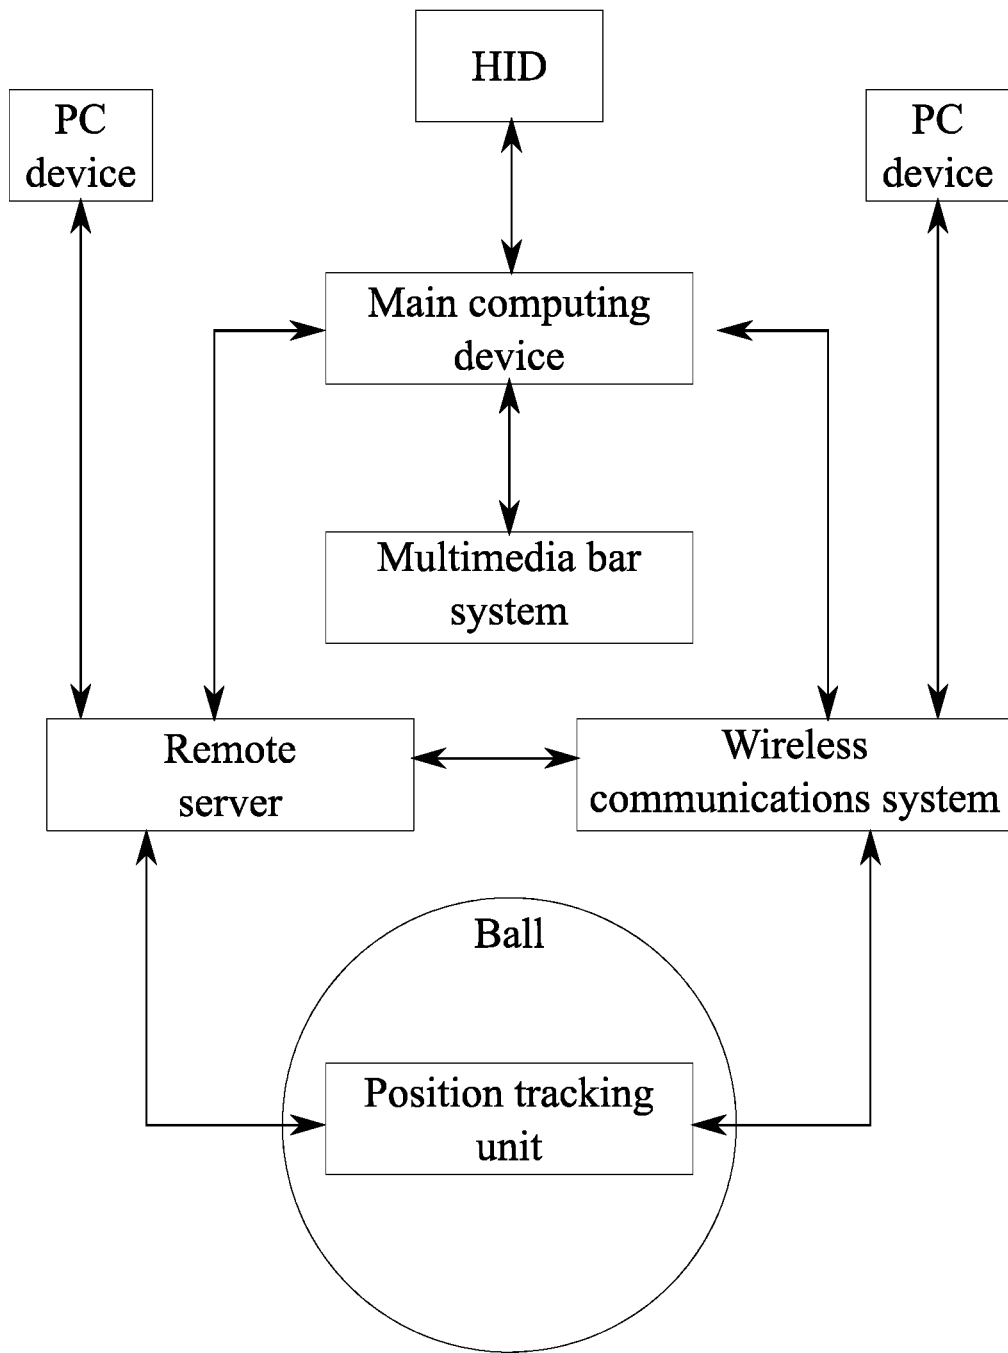 HID
PC
device
PC
device
Main computing
device
Multimedia bar
system
Remote
server
Wireless
communications system
Ball
Position tracking
unit